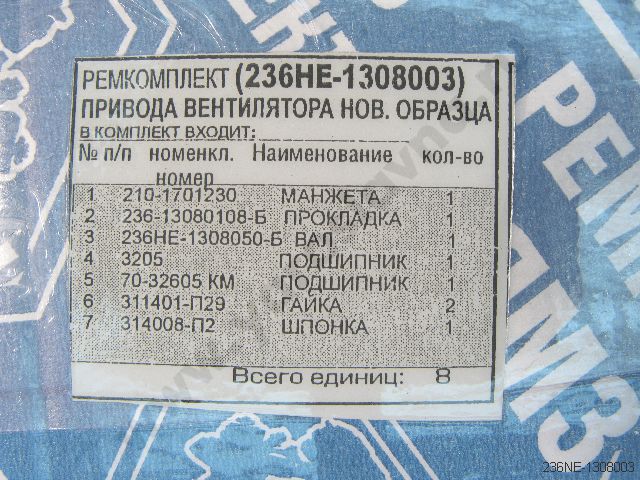 РЕМКОМПЛЕКТ (236НЕ-1308003)
ПРИВОДА ВЕНТИЛЯТОРА НОВ. ОБРАЗЦА
В КОМПЛЕКТ ВХОДИТ:
№ п/п номенкл. Наименование кол-во
номер
1 210-1701230 МАНЖЕТА 1
2 236-13080108-Б ПРОКЛАДКА 1
3 236НЕ-1308050-Б ВАЛ 1
4 3205 ПОДШИПНИК 1
5 70-32605 КМ ПОДШИПНИК 1
6 311401-П29 ГАЙКА 2
7 314008-П2 ШПОНКА 1
Всего единиц: 8
РЕМ
ЯМЗ
236NE-1308003